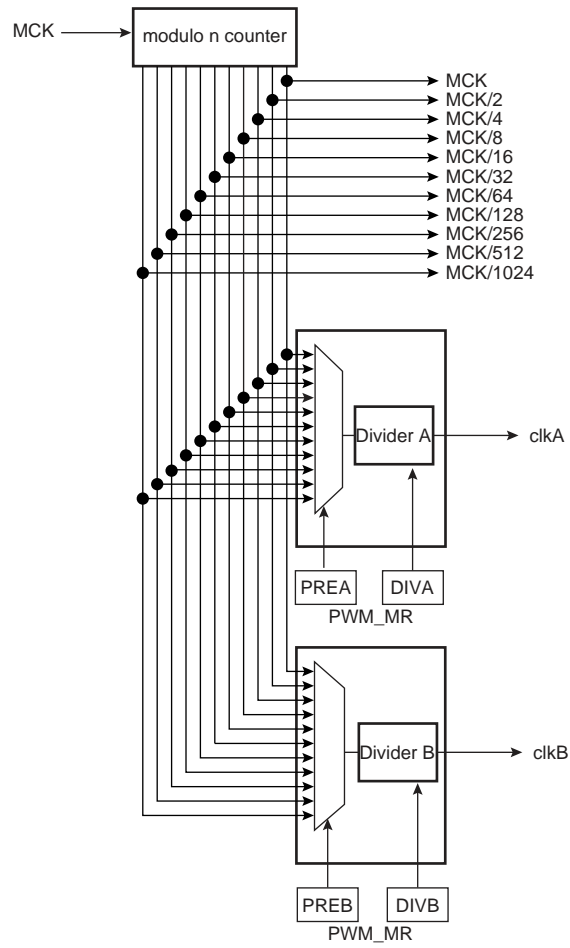 MCK
modulo n counter
MCK
MCK/2
MCK/4
MCK/8
MCK/16
MCK/32
MCK/64
MCK/128
MCK/256
MCK/512
MCK/1024
Divider A
clkA
PREA
DIVA
PWM_MR
Divider B
clkB
PREB
DIVB
PWM_MR